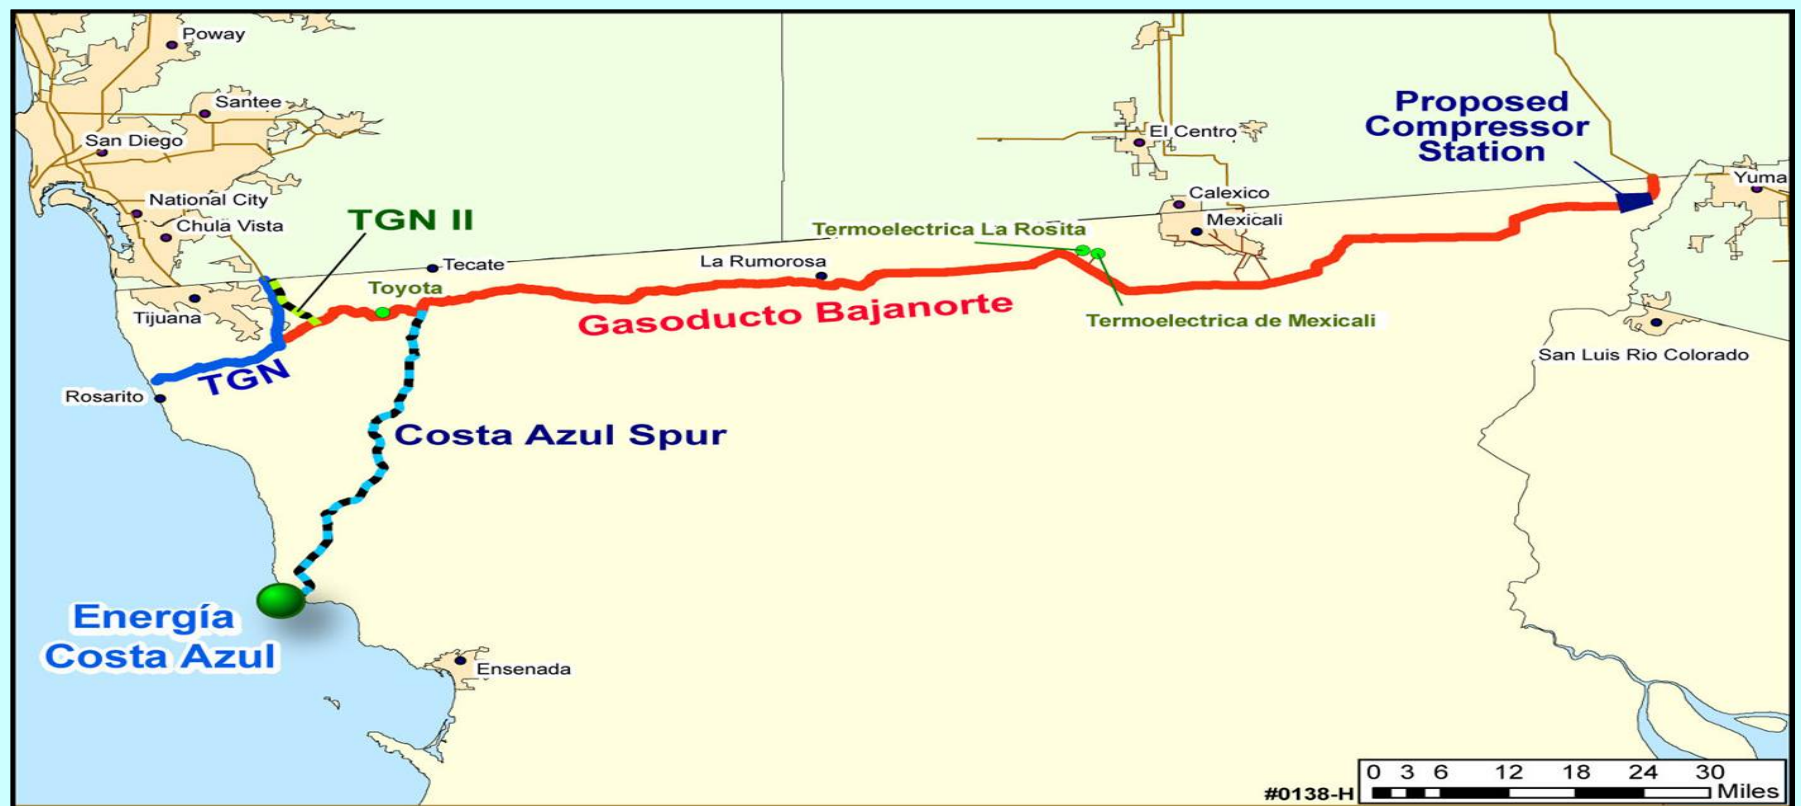 Poway
Santee
San Diego
El Centro
Proposed
Compressor
Station
Yuma
National City
Chula Vista
TGN II
Calexico
Mexicali
Termoelectrica La Rosita
Tecate
La Rumorosa
Toyota
Tijuana
Gasoducto Bajanorte
Termoelectrica de Mexicali
San Luis Rio Colorado
TGN
Rosarito
Costa Azul Spur
Energía
Costa Azul
Ensenada
0 3 6 12 18 24 30
Miles
#0138-H